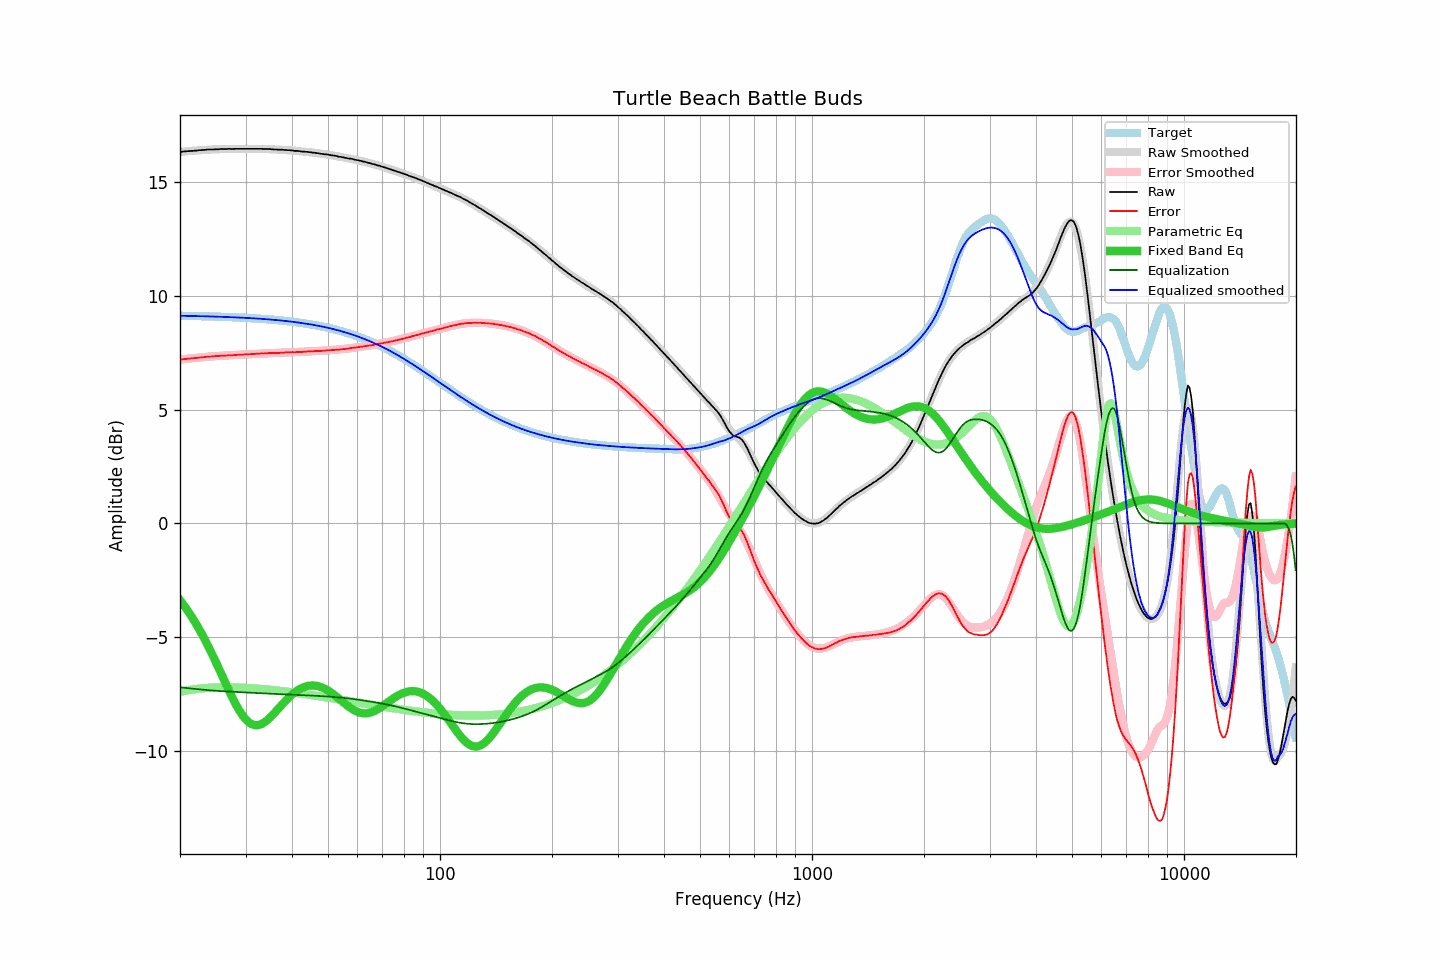 Turtle Beach Battle Buds
Target
Raw Smoothed
Error Smoothed
Raw
Error
Parametric Eq
Fixed Band Eq
Equalization
Equalized smoothed
15
10
5
0
−5
−10
Amplitude (dBr)
100
1000
10000
Frequency (Hz)